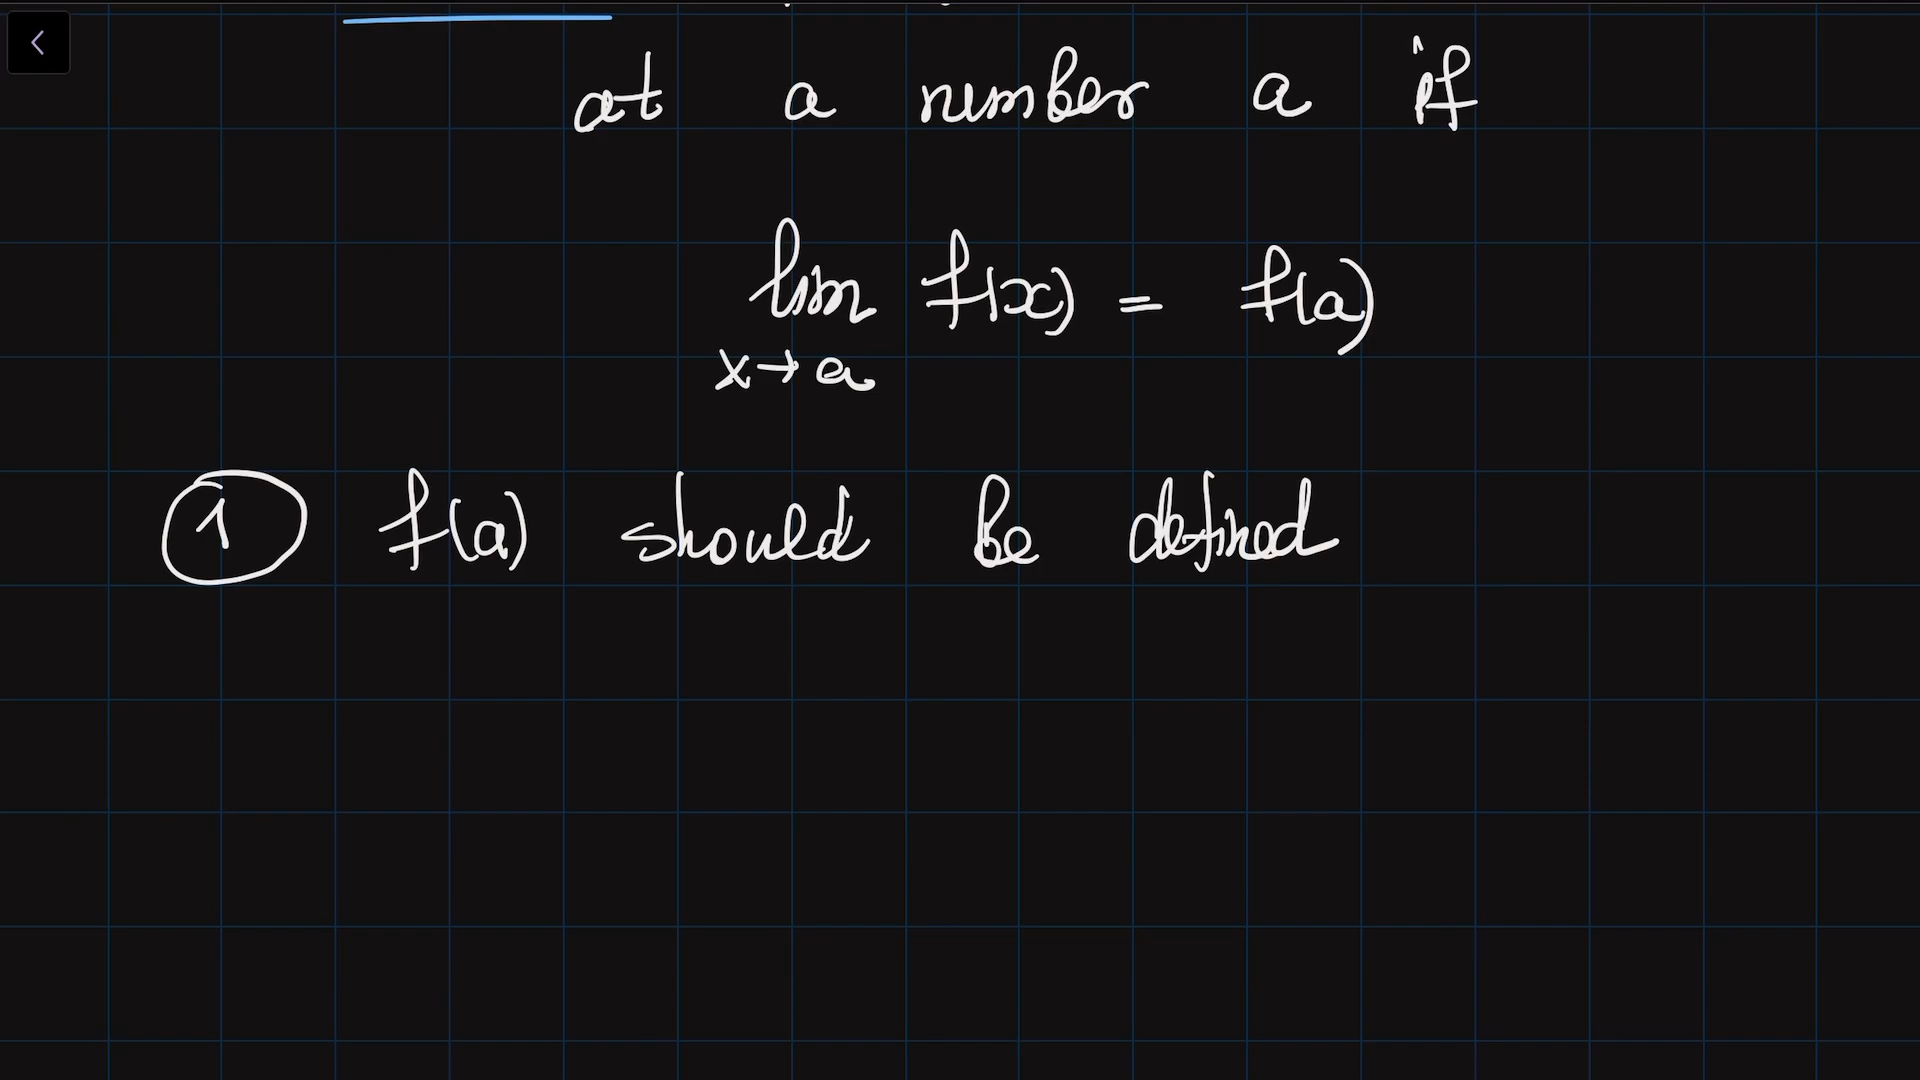 at a number a if
lim f(x) = f(a)
x→a
① f(a) should be defined